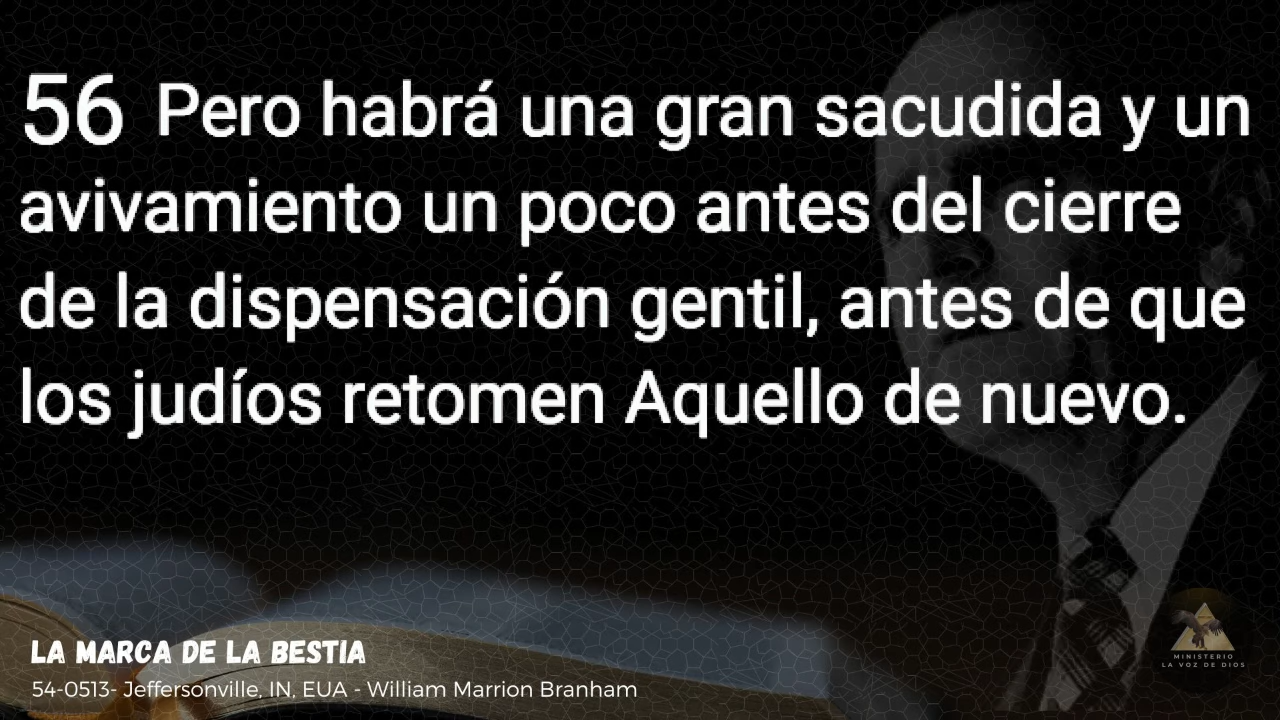 56 Pero habrá una gran sacudida y un
avivamiento un poco antes del cierre
de la dispensación gentil, antes de que
los judíos retomen Aquello de nuevo.
LA MARCA DE LA BESTIA
54-0513- Jeffersonville, IN, EUA - William Marrion Branham
MINISTERIO
LA VOZ DE DIOS